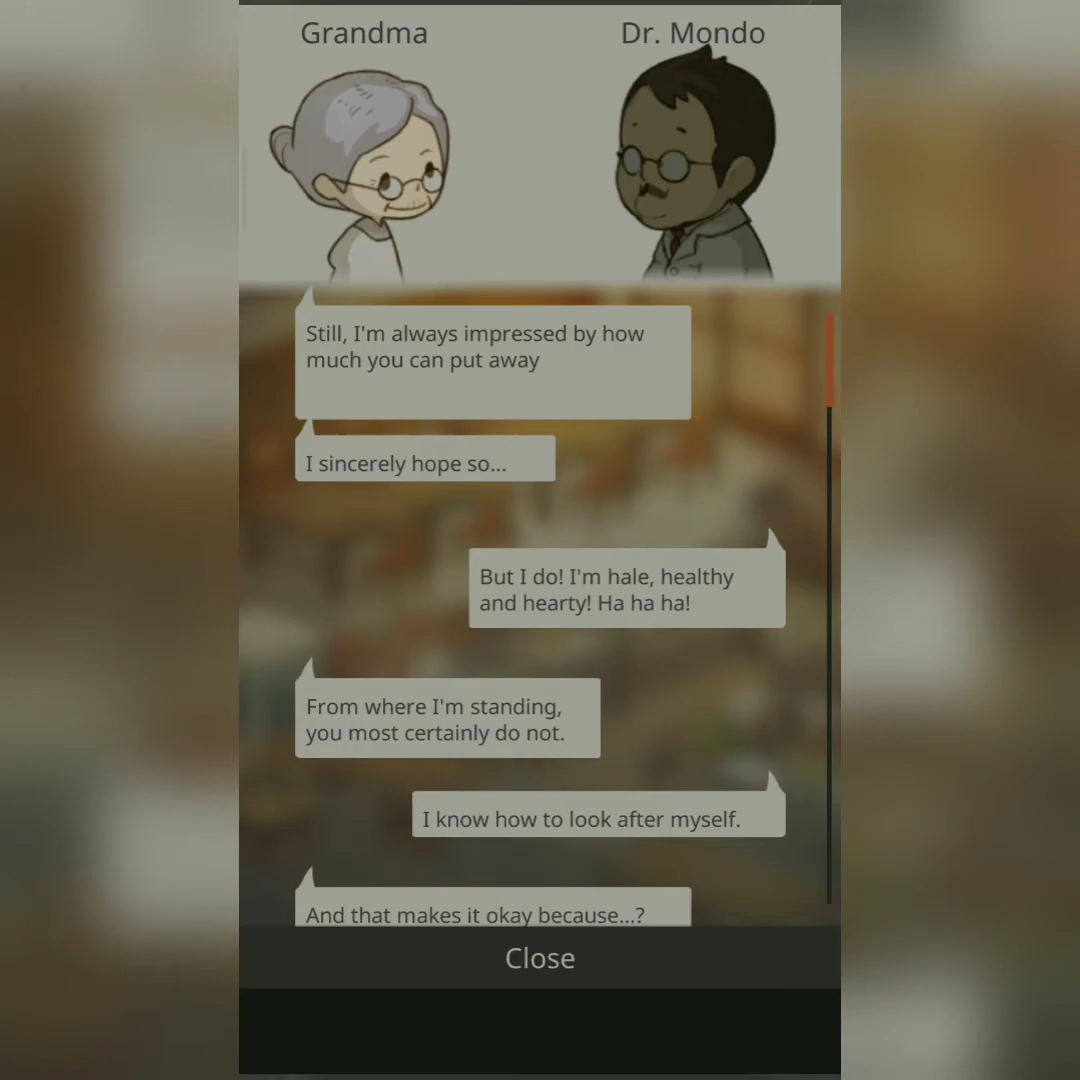 Grandma
Dr. Mondo
Still, I'm always impressed by how
much you can put away
I sincerely hope so...
But I do! I'm hale, healthy
and hearty! Ha ha ha!
From where I'm standing,
you most certainly do not.
I know how to look after myself.
And that makes it okay because...?
Close